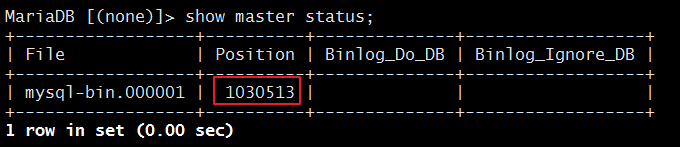 MariaDB [(none)]> show master status;
+------------------+----------+--------------+------------------+
| File             | Position | Binlog_Do_DB | Binlog_Ignore_DB |
+------------------+----------+--------------+------------------+
| mysql-bin.000001 |  1030513 |              |                  |
+------------------+----------+--------------+------------------+
1 row in set (0.00 sec)